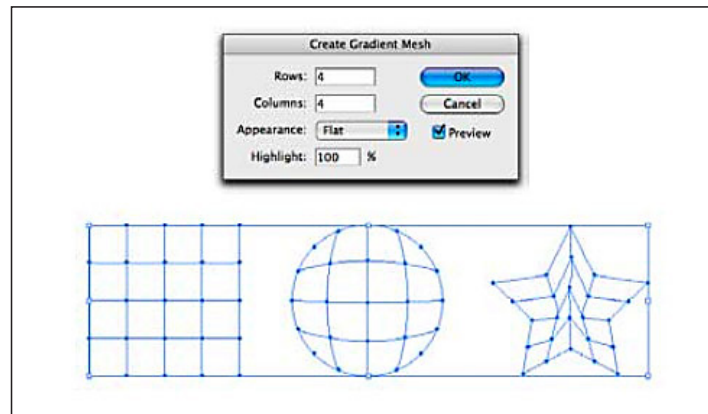 Create Gradient Mesh
Rows: 4
OK
Columns: 4
Cancel
Appearance: Flat
Preview
Highlight: 100 %